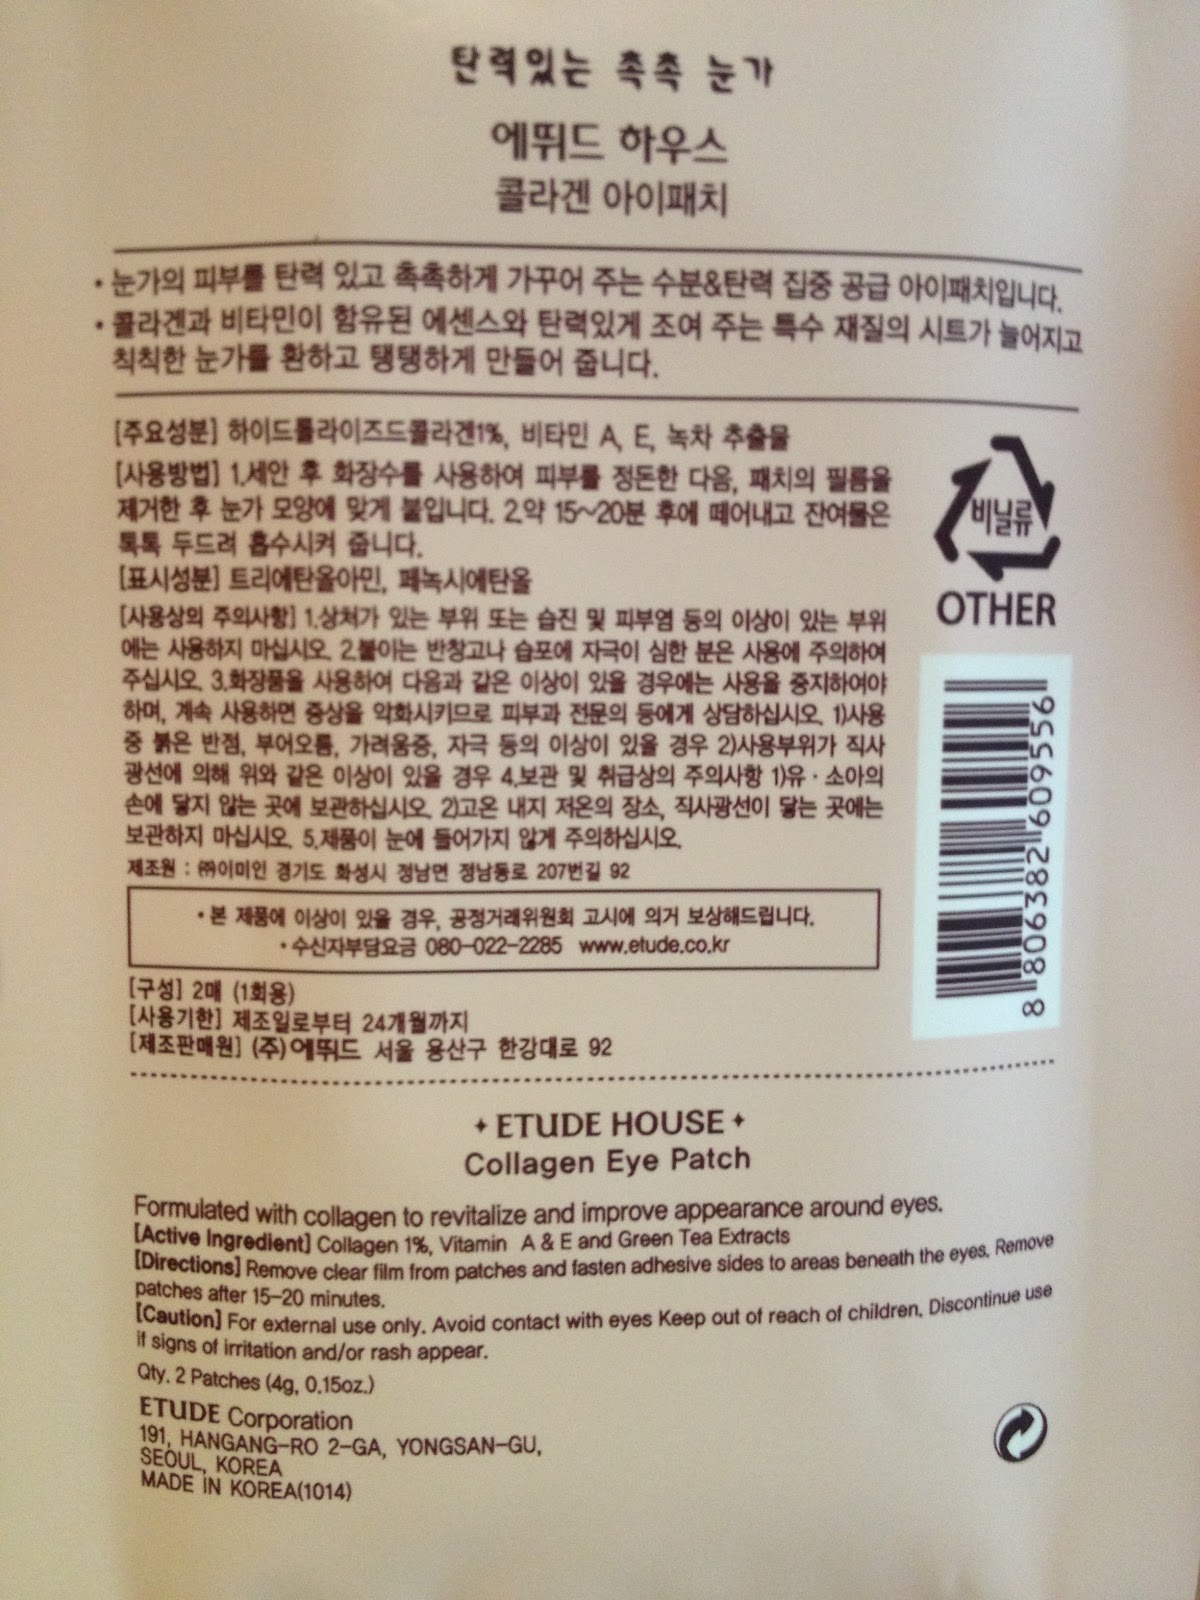 탄력있는 촉촉 눈가
에뛰드 하우스
콜라겐 아이패치
• 눈가의 피부를 탄력 있고 촉촉하게 가꾸어 주는 수분&탄력 집중 공급 아이패치입니다.
• 콜라겐과 비타민이 함유된 에센스와 탄력있게 조여 주는 특수 재질의 시트가 늘어지고
칙칙한 눈가를 환하고 탱탱하게 만들어 줍니다.
[주요성분] 하이드롤라이즈드콜라겐1%, 비타민 A, E, 녹차 추출물
[사용방법] 1.세안 후 화장수를 사용하여 피부를 정돈한 다음, 패치의 필름을
제거한 후 눈가 모양에 맞게 붙입니다. 2.약 15~20분 후에 떼어내고 잔여물은
톡톡 두드려 흡수시켜 줍니다.
[표시성분] 트리에탄올아민, 페녹시에탄올
[사용상의 주의사항] 1.상처가 있는 부위 또는 습진 및 피부염 등의 이상이 있는 부위
에는 사용하지 마십시오. 2.붙이는 반창고나 습포에 자극이 심한 분은 사용에 주의하여
주십시오. 3.화장품을 사용하여 다음과 같은 이상이 있을 경우에는 사용을 중지하여야
하며, 계속 사용하면 증상을 악화시키므로 피부과 전문의 등에게 상담하십시오. 1)사용
중 붉은 반점, 부어오름, 가려움증, 자극 등의 이상이 있을 경우 2)사용부위가 직사
광선에 의해 위와 같은 이상이 있을 경우 4.보관 및 취급상의 주의사항 1)유·소아의
손에 닿지 않는 곳에 보관하십시오. 2)고온 내지 저온의 장소, 직사광선이 닿는 곳에는
보관하지 마십시오. 5.제품이 눈에 들어가지 않게 주의하십시오.
제조원 : ㈜이미인 경기도 화성시 정남면 정남동로 207번길 92
• 본 제품에 이상이 있을 경우, 공정거래위원회 고시에 의거 보상해드립니다.
• 수신자부담요금 080-022-2285 www.etude.co.kr
[구성] 2매 (1회용)
[사용기한] 제조일로부터 24개월까지
[제조판매원] (주)에뛰드 서울 용산구 한강대로 92
비닐류
OTHER
8 806382 609556
✦ ETUDE HOUSE ✦
Collagen Eye Patch
Formulated with collagen to revitalize and improve appearance around eyes.
[Active Ingredient] Collagen 1%, Vitamin A & E and Green Tea Extracts
[Directions] Remove clear film from patches and fasten adhesive sides to areas beneath the eyes. Remove
patches after 15-20 minutes.
[Caution] For external use only. Avoid contact with eyes Keep out of reach of children. Discontinue use
if signs of irritation and/or rash appear.
Qty. 2 Patches (4g, 0.15oz.)
ETUDE Corporation
191, HANGANG-RO 2-GA, YONGSAN-GU,
SEOUL, KOREA
MADE IN KOREA(1014)